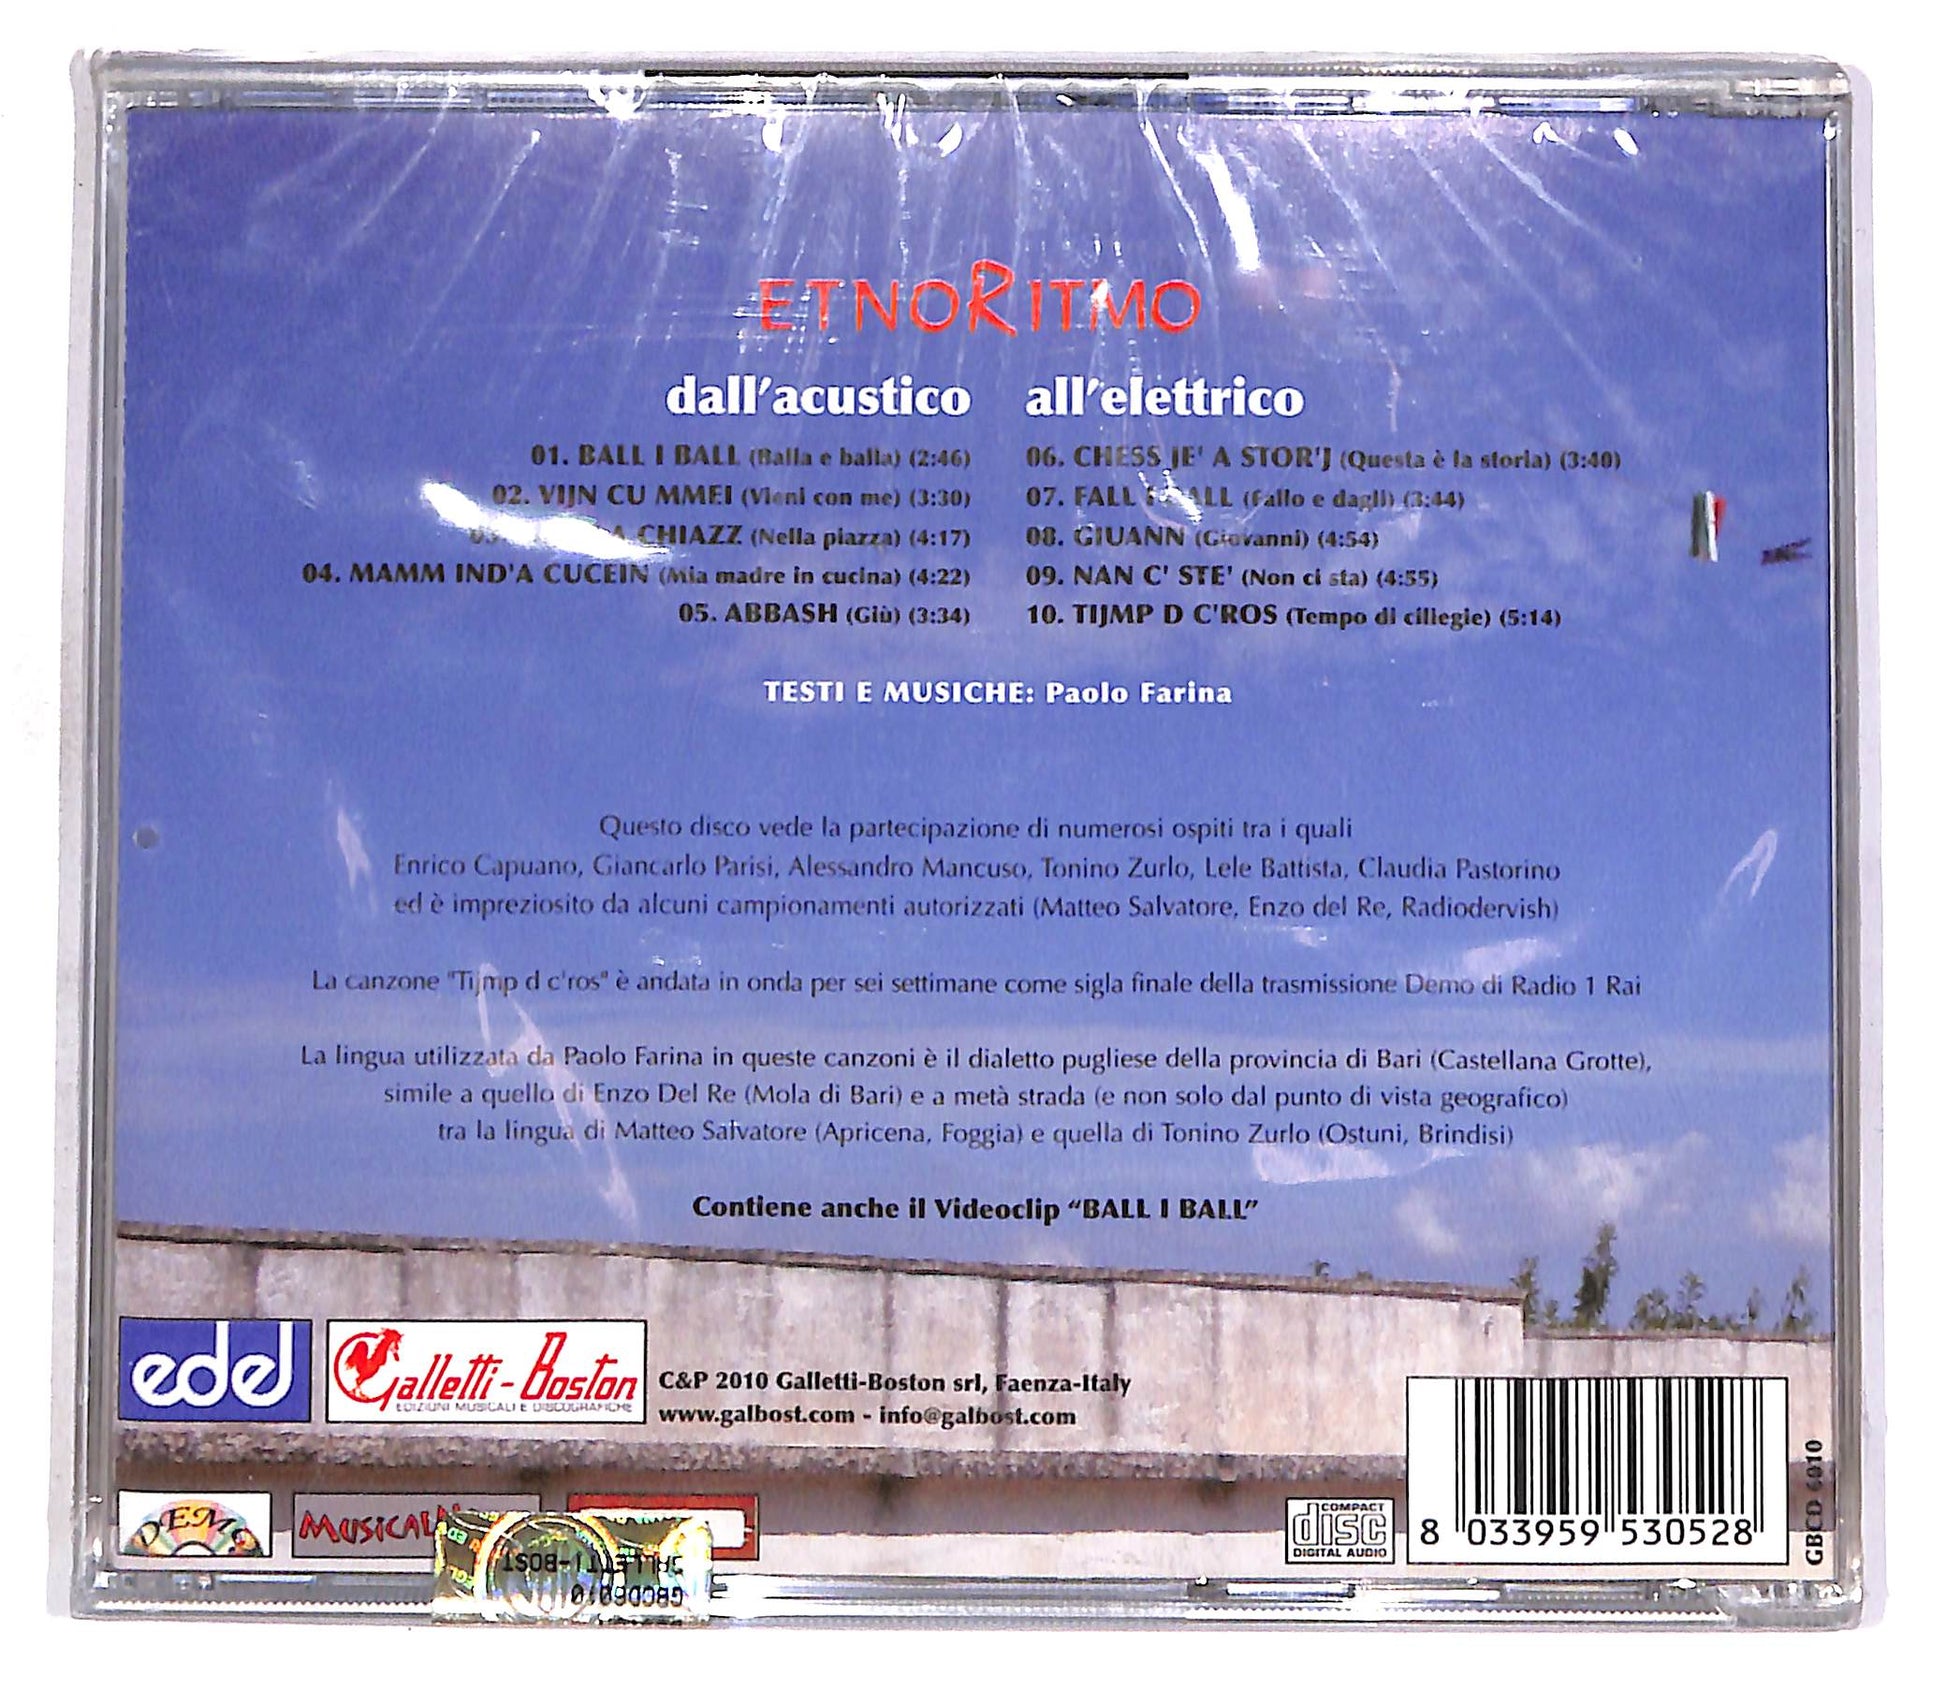 ETNORITMO
dall'acustico
01. BALL I BALL (Balla e balla) (2:46)
02. VIJN CU MMEI (Vieni con me) (3:30)
CHIAZZ (Nella piazza) (4:17)
04. MAMM IND'A CUCEIN (Mia madre in cucina) (4:22)
05. ABBASH (Giù) (3:34)
all'elettrico
06. CHESS JE' A STOR'J (Questa è la storia) (3:40)
07. FALL (Fallo e dagli) (3:44)
08. GIUANN (Giovanni) (4:54)
09. NAN C' STE' (Non ci sta) (4:55)
10. TIJMP D C'ROS (Tempo di ciliegie) (5:14)
TESTI E MUSICHE: Paolo Farina
Questo disco vede la partecipazione di numerosi ospiti tra i quali
Enrico Capuano, Giancarlo Parisi, Alessandro Mancuso, Tonino Zurlo, Lele Battista, Claudia Pastorino
ed è impreziosito da alcuni campionamenti autorizzati (Matteo Salvatore, Enzo del Re, Radiodervish)
La canzone "Tijmp d c'ros" è andata in onda per sei settimane come sigla finale della trasmissione Demo di Radio 1 Rai
La lingua utilizzata da Paolo Farina in queste canzoni è il dialetto pugliese della provincia di Bari (Castellana Grotte),
simile a quello di Enzo Del Re (Mola di Bari) e a metà strada (e non solo dal punto di vista geografico)
tra la lingua di Matteo Salvatore (Apricena, Foggia) e quella di Tonino Zurlo (Ostuni, Brindisi)
Contiene anche il Videoclip "BALL I BALL"
edel
Galletti-Boston
EDIZIONI MUSICALI E DISCOGRAFICHE
C&P 2010 Galletti-Boston srl, Faenza-Italy
www.galbost.com - info@galbost.com
DEMO
GALLETTI-BOST
GBCD6010
COMPACT
disc
DIGITAL AUDIO
8 033959 530528
GBCD 6010